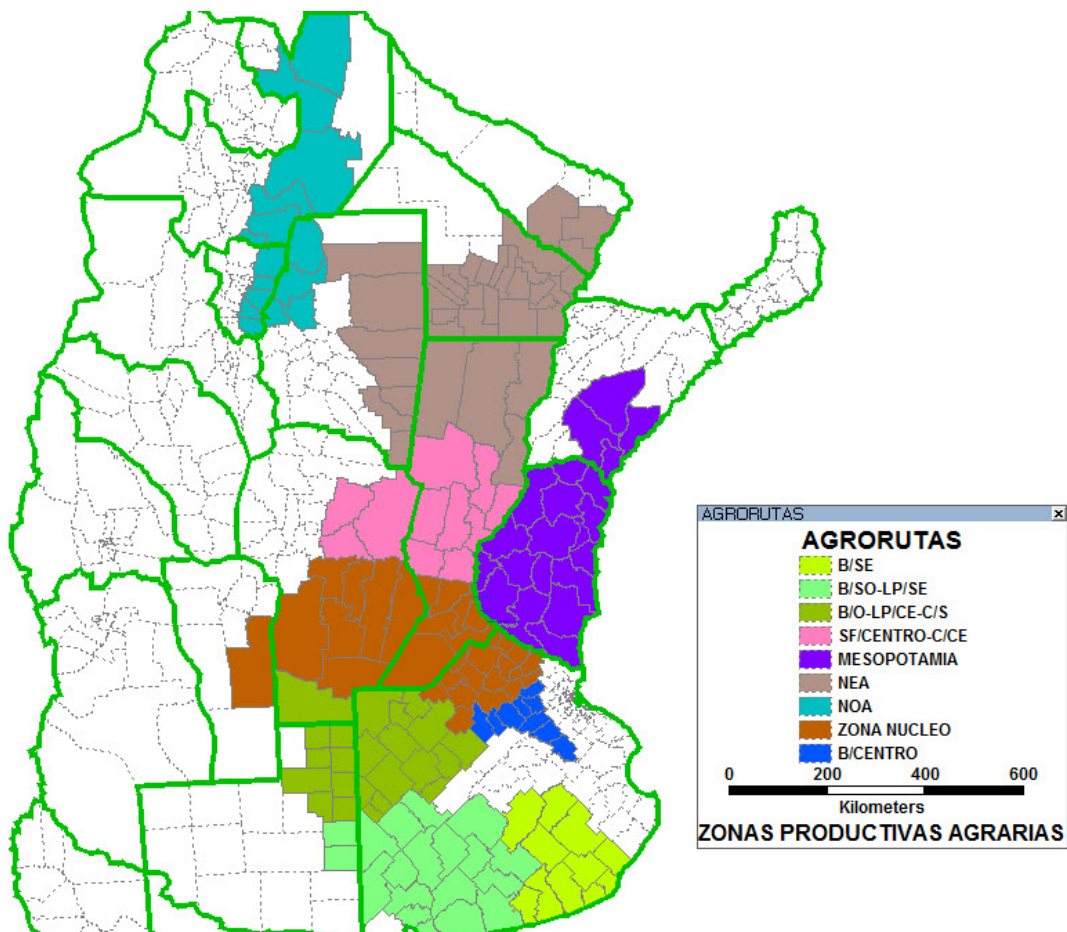 AGRORUTAS
AGRORUTAS
B/SE
B/SO-LP/SE
B/O-LP/CE-C/S
SF/CENTRO-C/CE
MESOPOTAMIA
NEA
NOA
ZONA NUCLEO
B/CENTRO
0 200 400 600
Kilometers
ZONAS PRODUCTIVAS AGRARIAS